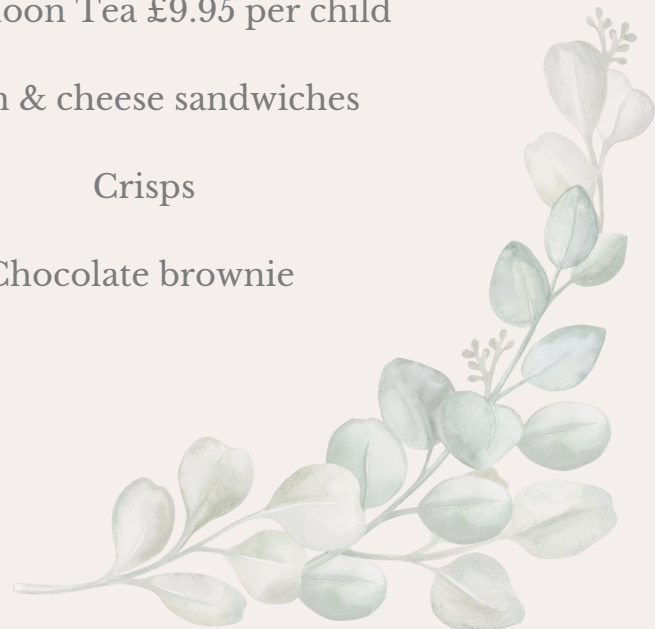 oon Tea £9.95 per child
& cheese sandwiches
Crisps
Chocolate brownie